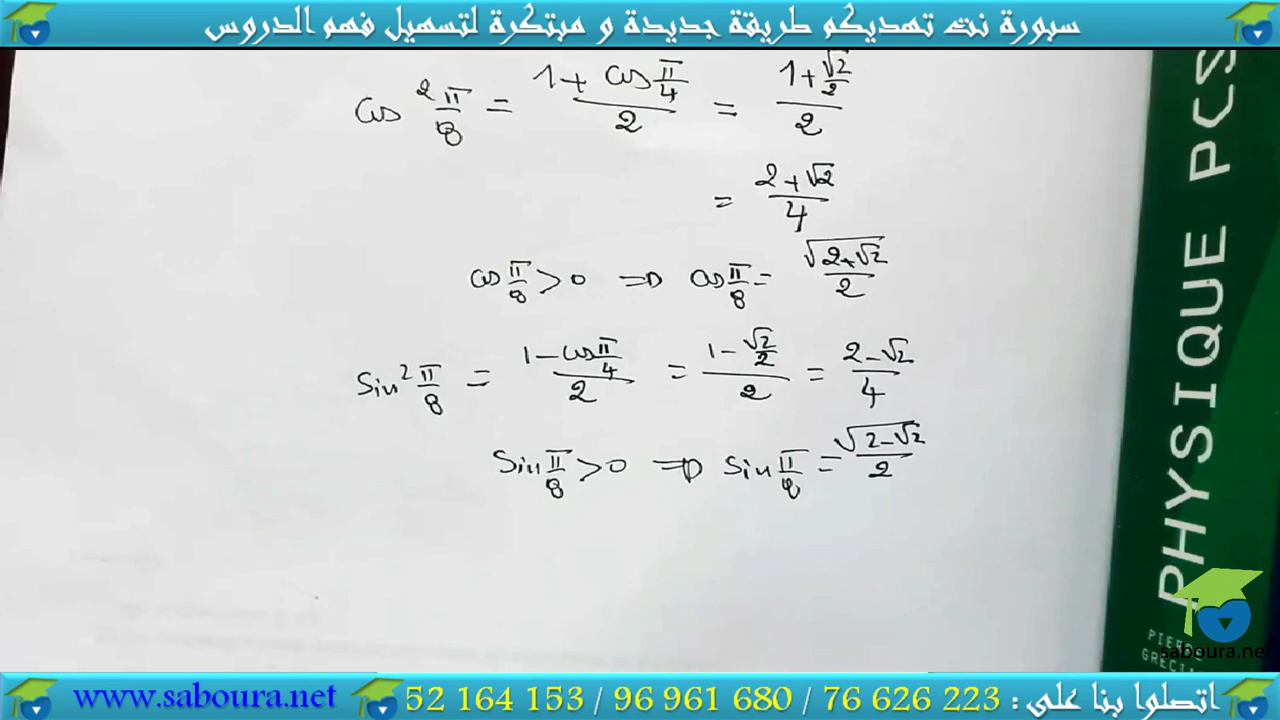 سبورة نت تهديكم طريقة جديدة و مبتكرة لتسهيل فهم الدروس
cos² π/8 = (1 + cos π/4)/2 = (1 + √2/2)/2
= (2 + √2)/4
cos π/8 > 0 ⇒ cos π/8 = √(2+√2)/2
sin² π/8 = (1 - cos π/4)/2 = (1 - √2/2)/2 = (2 - √2)/4
sin π/8 > 0 ⇒ sin π/8 = √(2-√2)/2
PHYSIQUE PCS
saboura.net
www.saboura.net
اتصلوا بنا على : 52 164 153 / 96 961 680 / 76 626 223